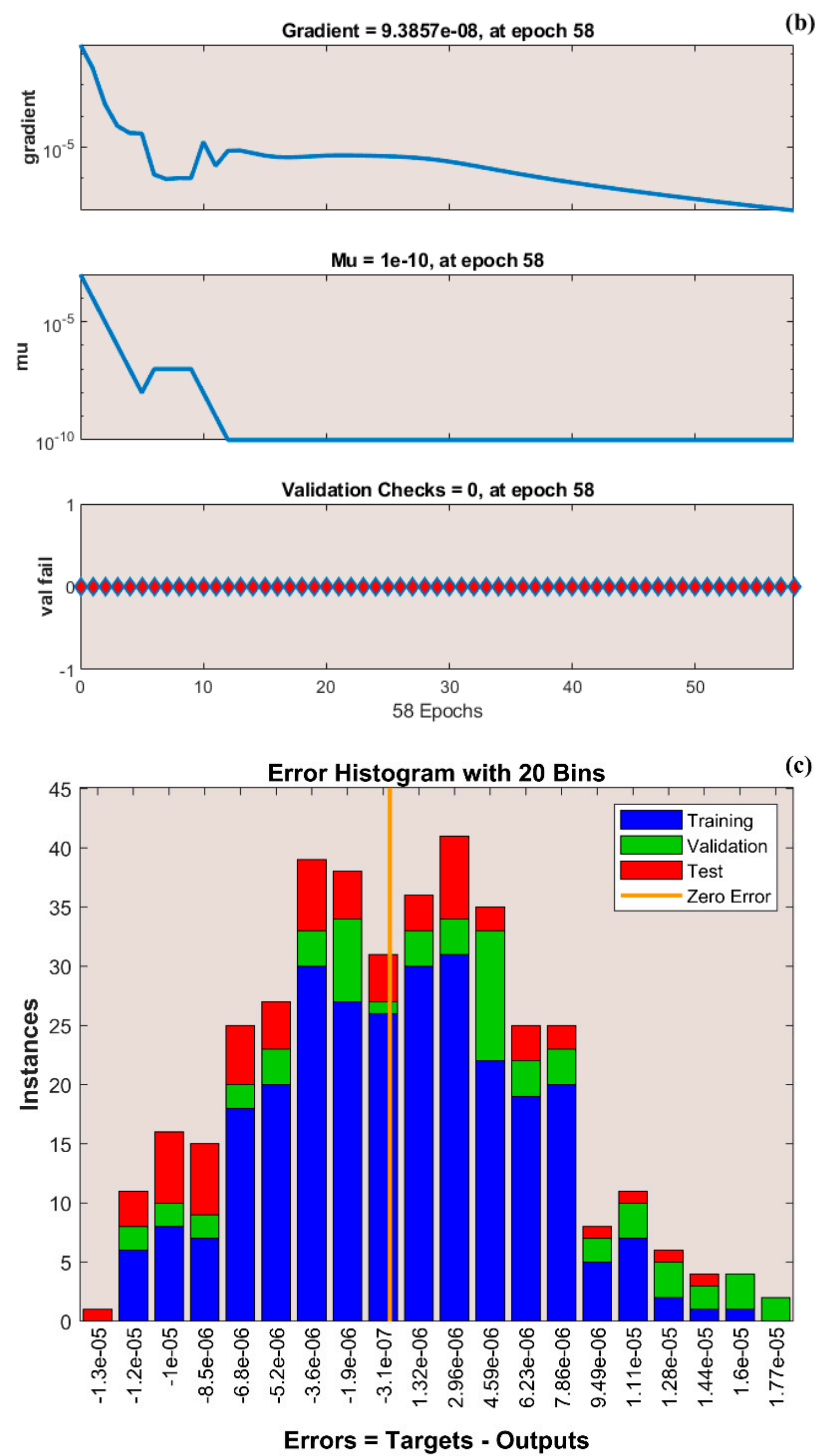 (b)
Gradient = 9.3857e-08, at epoch 58
gradient
10-5
Mu = 1e-10, at epoch 58
mu
10-5
10-10
Validation Checks = 0, at epoch 58
val fail
1
0
-1
0 10 20 30 40 50
58 Epochs
(c)
Error Histogram with 20 Bins
Instances
45
40
35
30
25
20
15
10
5
0
Training
Validation
Test
Zero Error
-1.3e-05
-1.2e-05
-1e-05
-8.5e-06
-6.8e-06
-5.2e-06
-3.6e-06
-1.9e-06
-3.1e-07
1.32e-06
2.96e-06
4.59e-06
6.23e-06
7.86e-06
9.49e-06
1.11e-05
1.28e-05
1.44e-05
1.6e-05
1.77e-05
Errors = Targets - Outputs